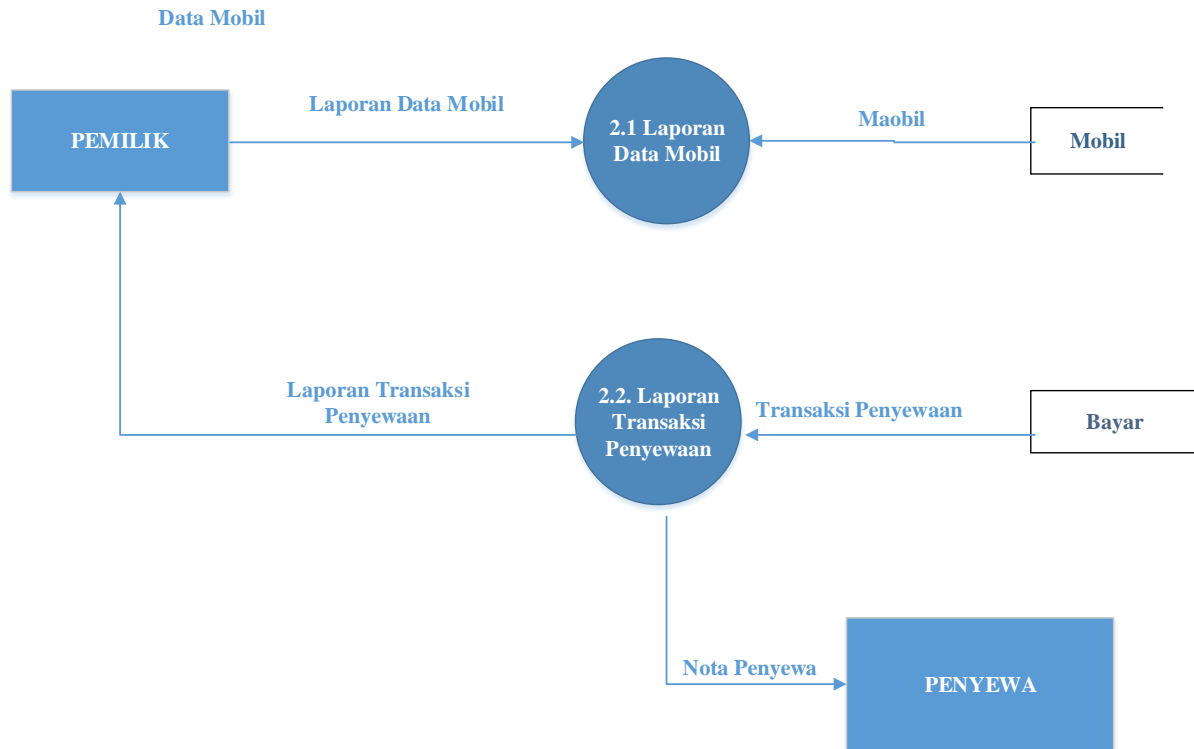 Data Mobil
Laporan Data Mobil
PEMILIK
2.1 Laporan
Data Mobil
Maobil
Mobil
Laporan Transaksi
Penyewaan
2.2. Laporan
Transaksi
Penyewaan
Transaksi Penyewaan
Bayar
Nota Penyewa
PENYEWA